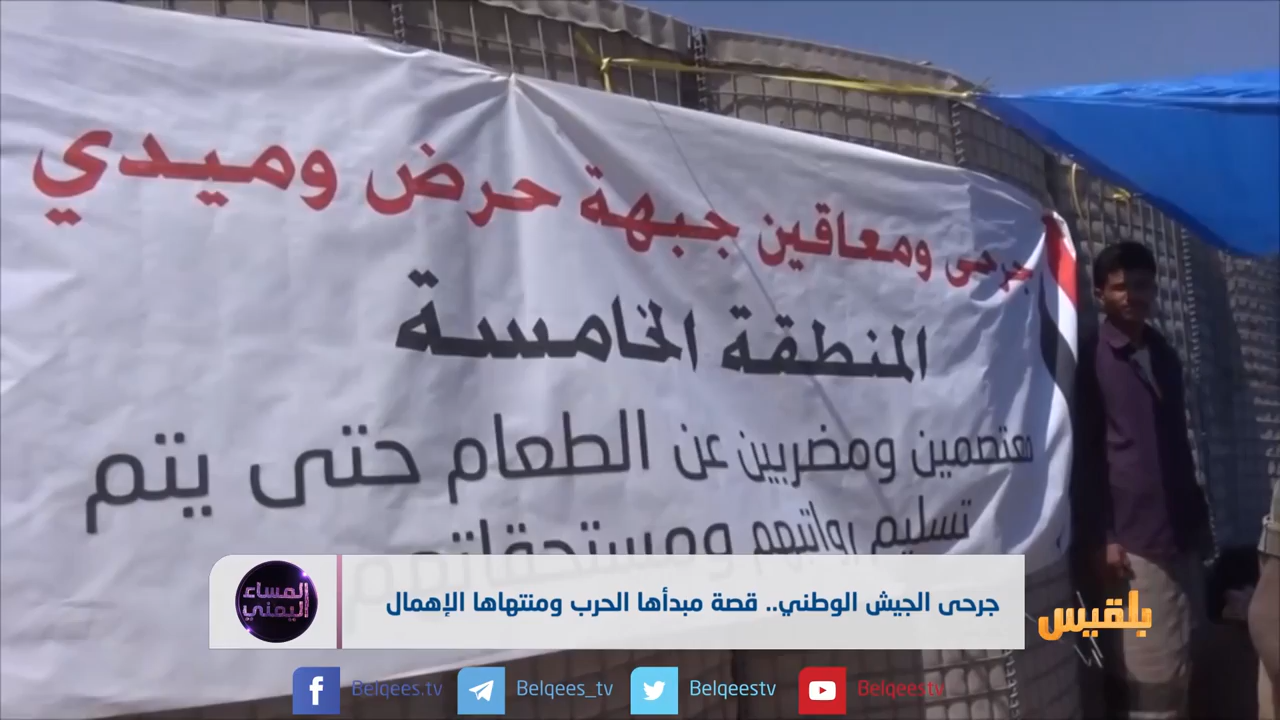 جرحى ومعاقين جبهة حرض وميدي
المنطقة الخامسة
معتصمين ومضربين عن الطعام حتى يتم
تسليم رواتبهم ومستحقاتهم
المساء
اليمني
جرحى الجيش الوطني.. قصة مبدأها الحرب ومنتهاها الإهمال
بلقيس
Belqees.tv
Belqees_tv
Belqeestv
Belqeestv